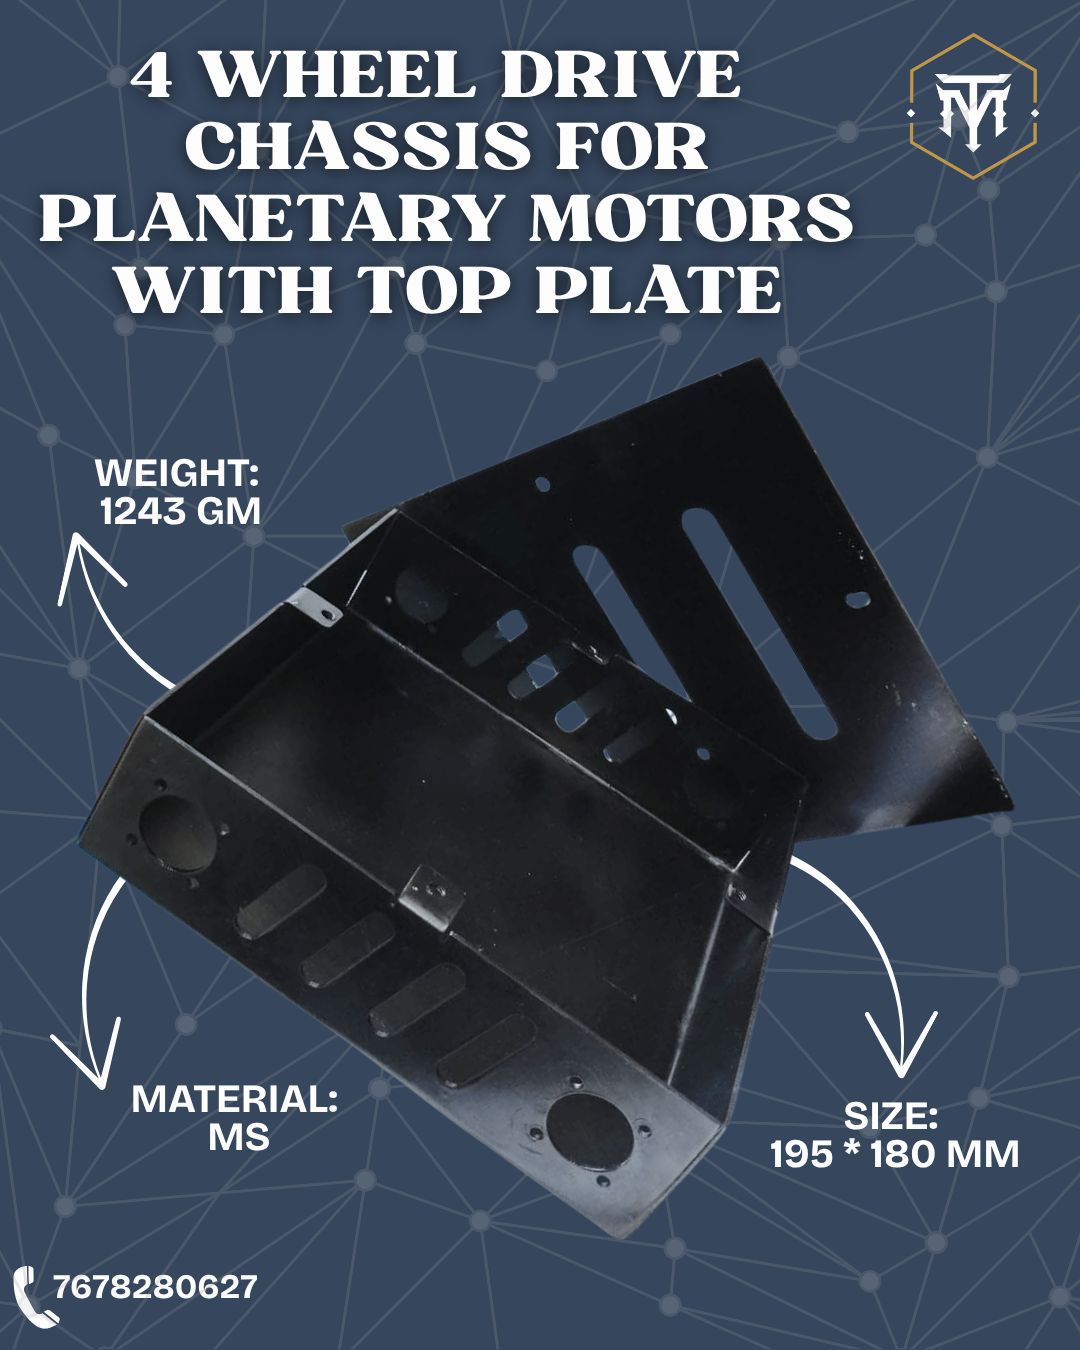 4 WHEEL DRIVE
CHASSIS FOR
PLANETARY MOTORS
WITH TOP PLATE
WEIGHT:
1243 GM
MATERIAL:
MS
SIZE:
195 * 180 MM
7678280627